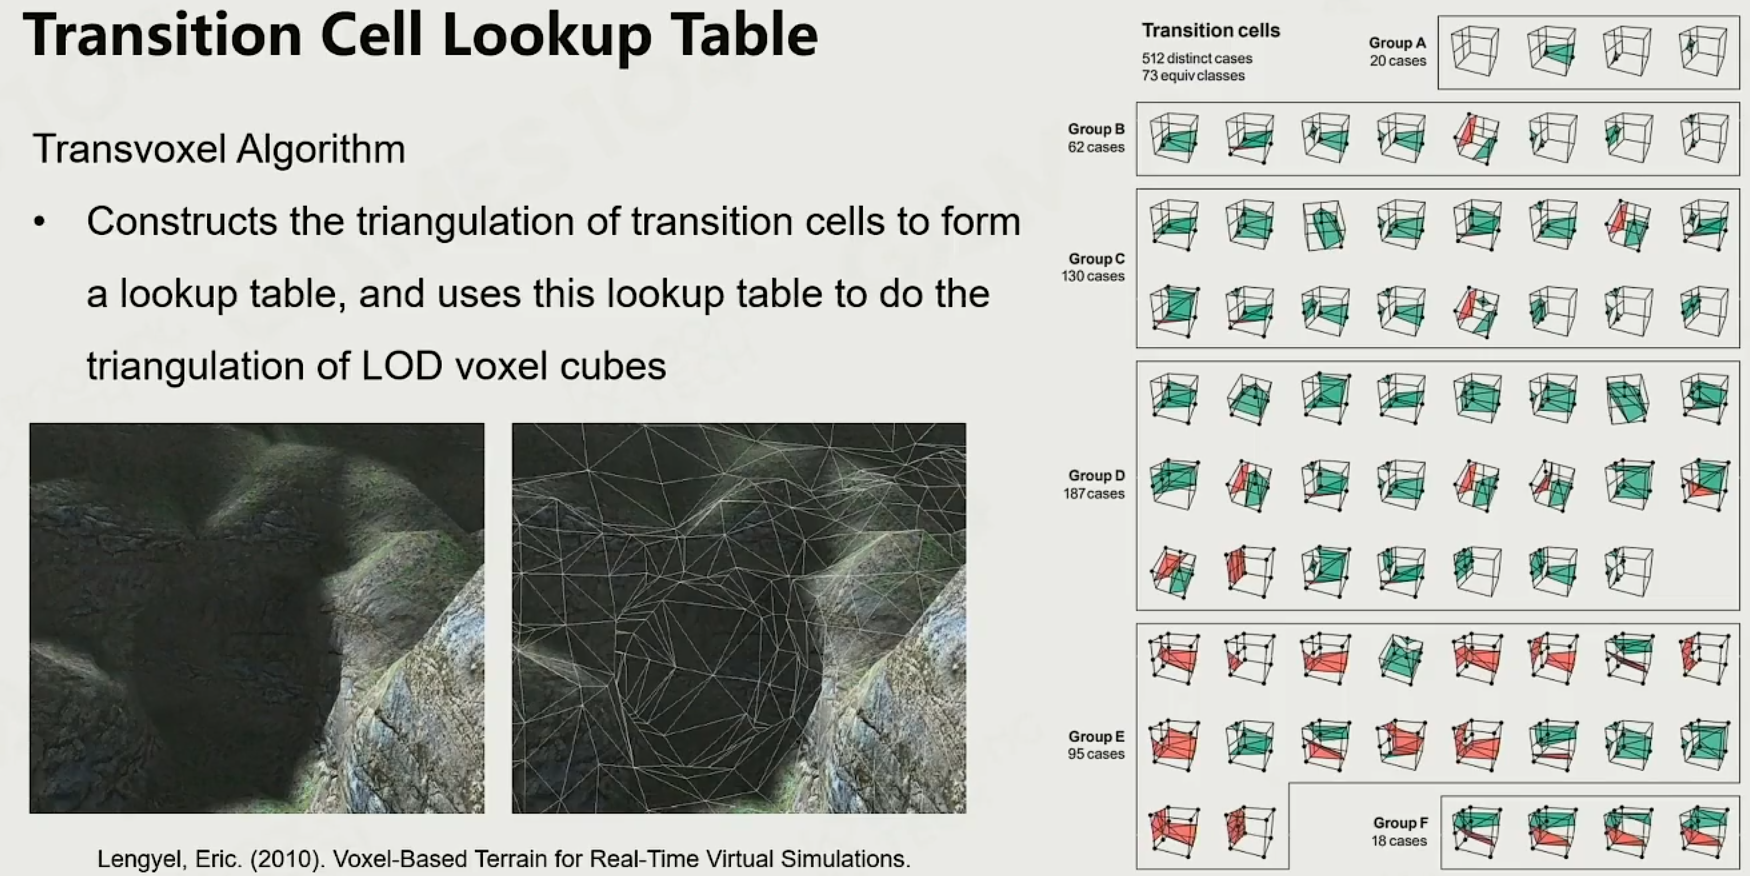 Transition Cell Lookup Table
Transvoxel Algorithm
• Constructs the triangulation of transition cells to form
a lookup table, and uses this lookup table to do the
triangulation of LOD voxel cubes
Lengyel, Eric. (2010). Voxel-Based Terrain for Real-Time Virtual Simulations.
Transition cells
512 distinct cases
73 equiv classes
Group A
20 cases
Group B
62 cases
Group C
130 cases
Group D
187 cases
Group E
95 cases
Group F
18 cases